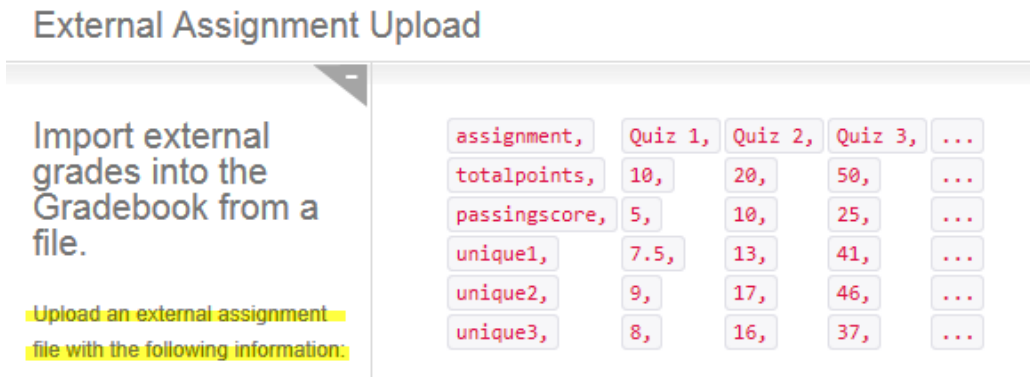 External Assignment Upload
-
Import external
grades into the
Gradebook from a
file.
Upload an external assignment
file with the following information:
assignment, Quiz 1, Quiz 2, Quiz 3, ...
totalpoints, 10, 20, 50, ...
passingscore, 5, 10, 25, ...
unique1, 7.5, 13, 41, ...
unique2, 9, 17, 46, ...
unique3, 8, 16, 37, ...